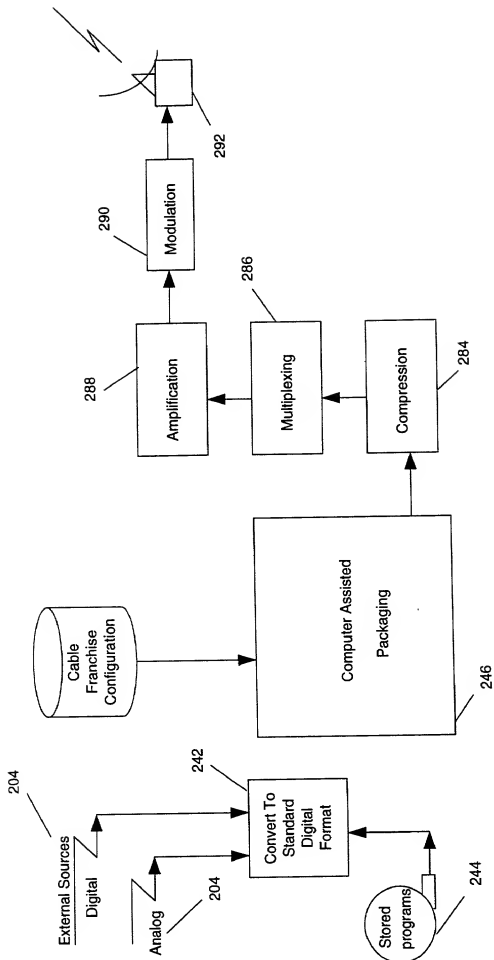 204
External Sources
Digital
Analog
204
242
Convert To
Standard
Digital
Format
Stored
programs
244
Cable
Franchise
Configuration
Computer Assisted
Packaging
246
288
Amplification
286
Multiplexing
Compression
284
290
Modulation
292